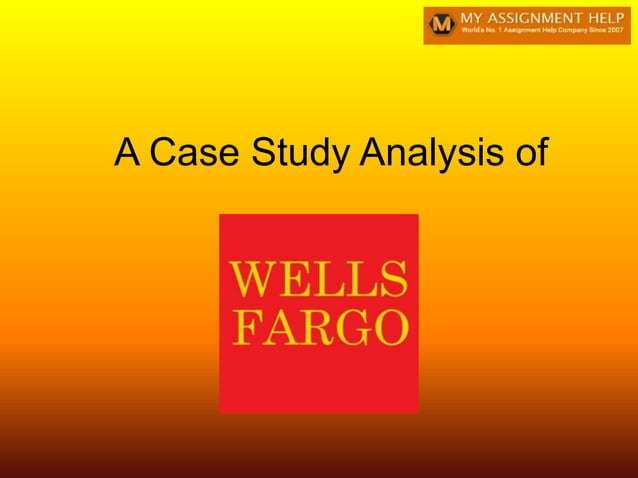 MY ASSIGNMENT HELP
World's No. 1 Assignment Help Company Since 2007
A Case Study Analysis of
WELLS
FARGO